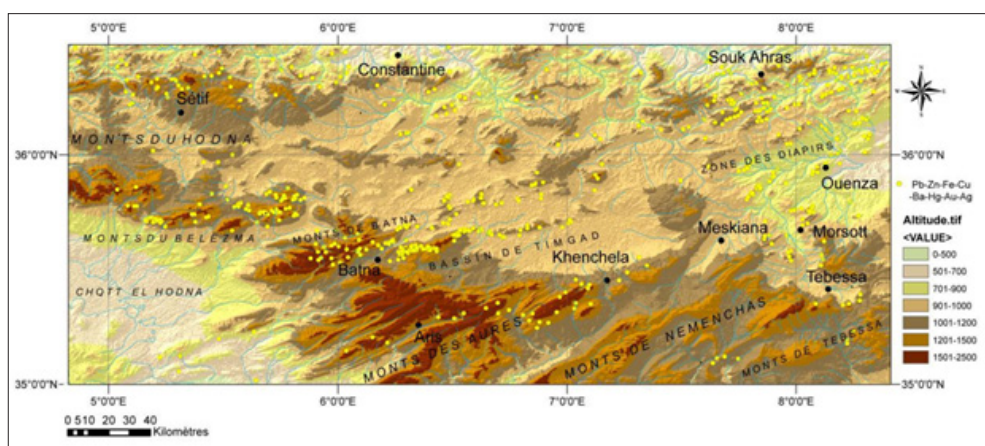 5°0'0"E 6°0'0"E 7°0'0"E 8°0'0"E
Constantine
Souk Ahras
Sétif
MONTS DU HODNA
36°0'0"N
36°0'0"N
ZONE DES DIAPIRS
Ouenza
Pb-Zn-Fe-Cu
-Ba-Hg-Au-Ag
Altitude.tif
<VALUE>
0-500
501-700
701-900
901-1000
1001-1200
1201-1500
1501-2500
MONTS DU BELEZMA
MONTS DE BATNA
Meskiana
Morsott
BASSIN DE TIMGAD
Batna
Khenchela
Tebessa
CHOTT EL HODNA
Aris
MONTS DES AURES
MONTS DE NEMENCHAS
MONTS DE TEBESSA
35°0'0"N
35°0'0"N
5°0'0"E 6°0'0"E 7°0'0"E 8°0'0"E
0 5 10 20 30 40
Kilomètres